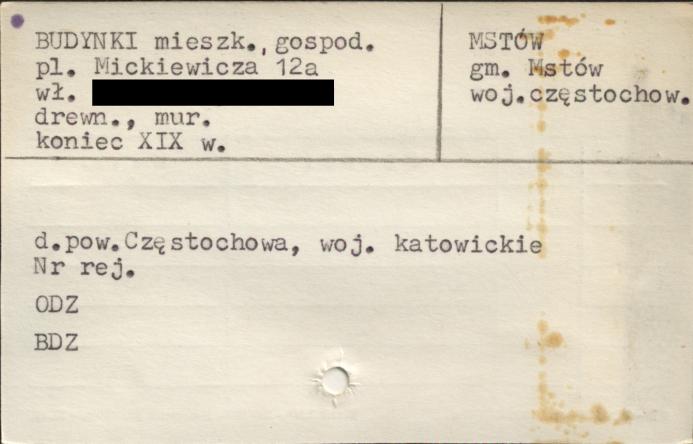 BUDYNKI mieszk., gospod.
pl. Mickiewicza 12a
wł.
drewn., mur.
koniec XIX w.
MSTÓW
gm. Mstów
woj.częstochow.
d.pow.Częstochowa, woj. katowickie
Nr rej.
ODZ
BDZ